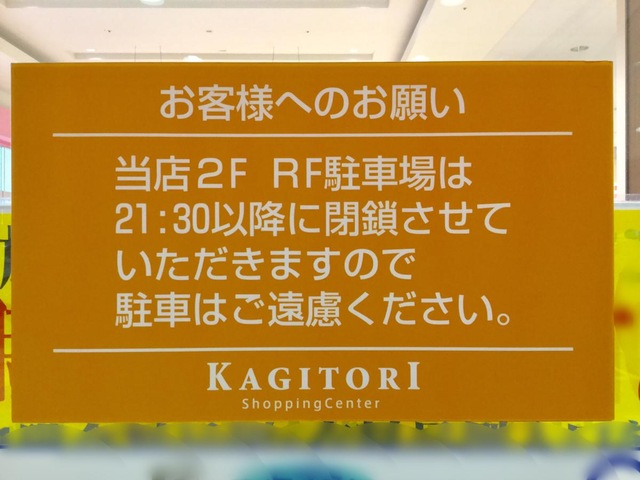 お客様へのお願い
当店２F RF駐車場は
21:30以降に閉鎖させて
いただきますので
駐車はご遠慮ください。
KAGITORI
ShoppingCenter